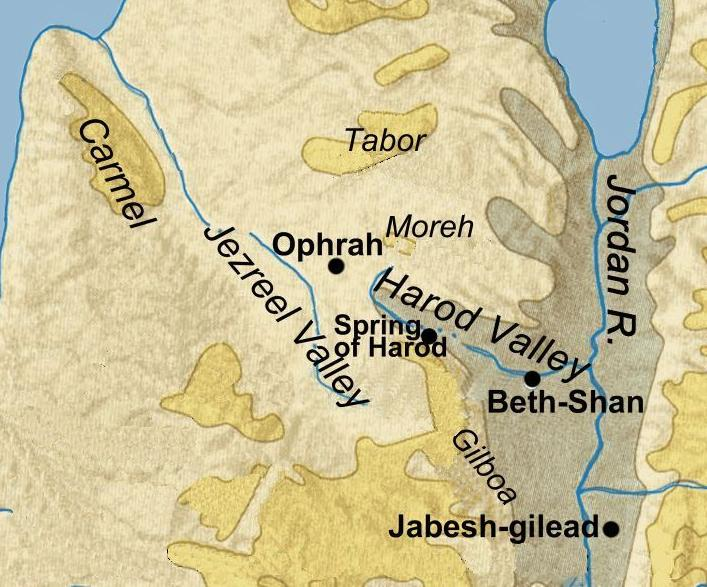 Carmel
Tabor
Jordan R.
Moreh
Ophrah
Jezreel Valley
Harod Valley
Spring
of Harod
Beth-Shan
Gilboa
Jabesh-gilead